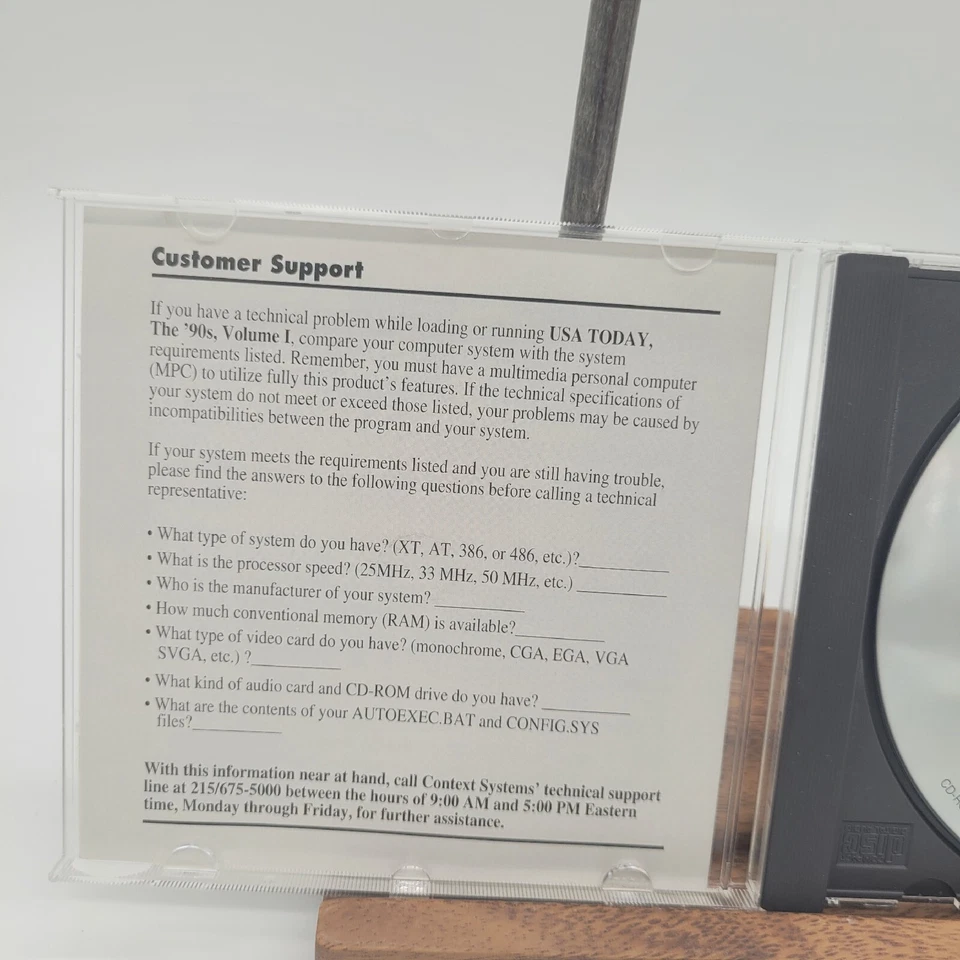 Customer Support
If you have a technical problem while loading or running USA TODAY,
The '90s, Volume I, compare your computer system with the system
requirements listed. Remember, you must have a multimedia personal computer
(MPC) to utilize fully this product's features. If the technical specifications of
your system do not meet or exceed those listed, your problems may be caused by
incompatibilities between the program and your system.
If your system meets the requirements listed and you are still having trouble,
please find the answers to the following questions before calling a technical
representative:
• What type of system do you have? (XT, AT, 386, or 486, etc.)?__________
• What is the processor speed? (25MHz, 33 MHz, 50 MHz, etc.) __________
• Who is the manufacturer of your system? __________
• How much conventional memory (RAM) is available?__________
• What type of video card do you have? (monochrome, CGA, EGA, VGA
SVGA, etc.) ?__________
• What kind of audio card and CD-ROM drive do you have? __________
• What are the contents of your AUTOEXEC.BAT and CONFIG.SYS
files?__________
With this information near at hand, call Context Systems' technical support
line at 215/675-5000 between the hours of 9:00 AM and 5:00 PM Eastern
time, Monday through Friday, for further assistance.
disc